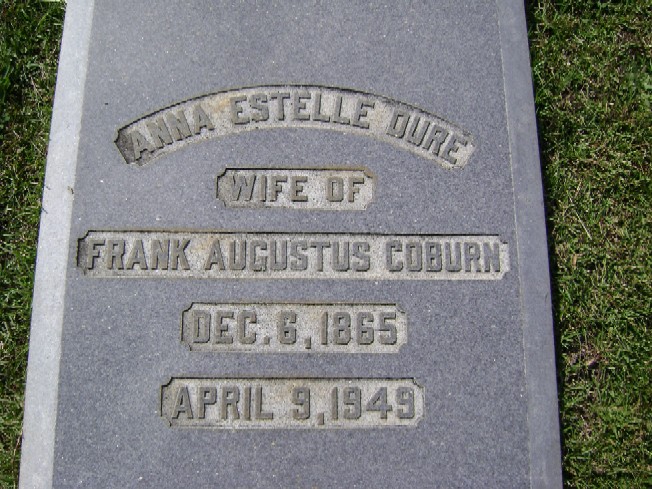 ANNA ESTELLE DURE
WIFE OF
FRANK AUGUSTUS COBURN
DEC. 6, 1865
APRIL 9, 1949